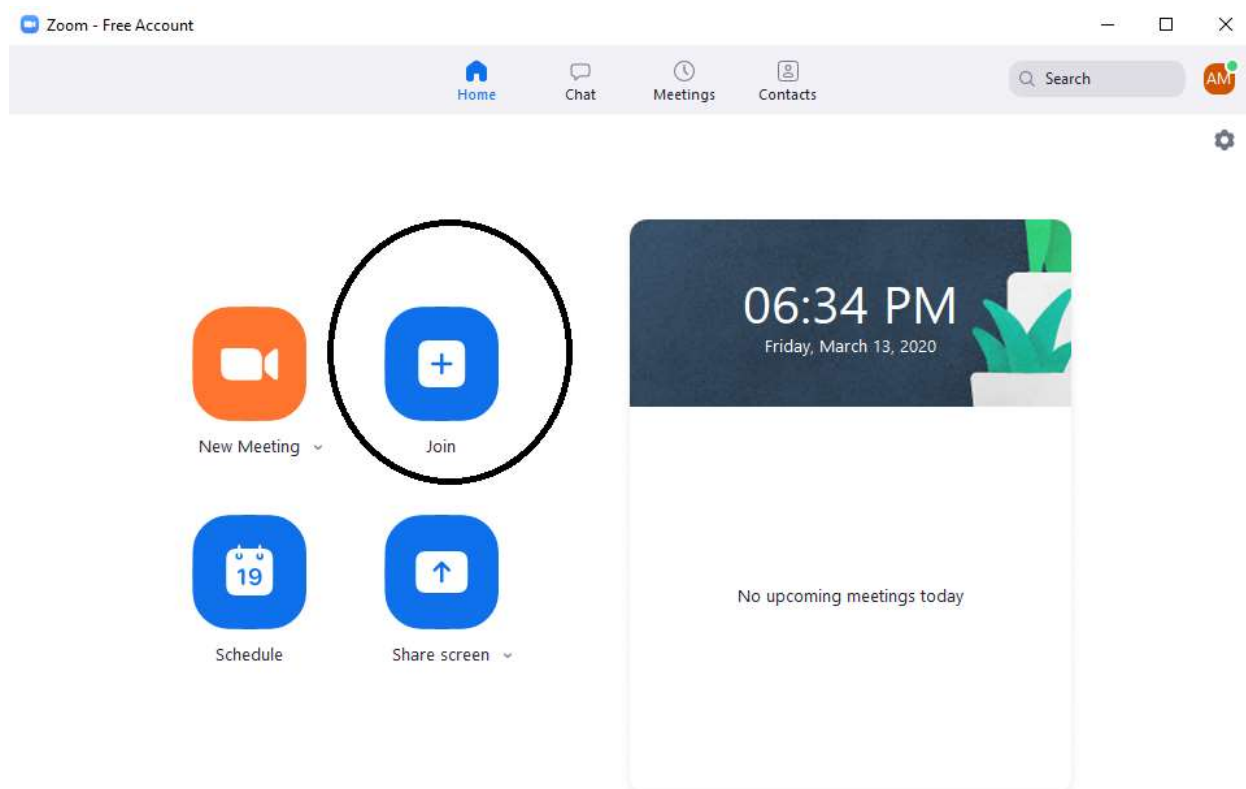 Zoom - Free Account
Home
Chat
Meetings
Contacts
Search
AM
06:34 PM
Friday, March 13, 2020
New Meeting
Join
19
Schedule
Share screen
No upcoming meetings today